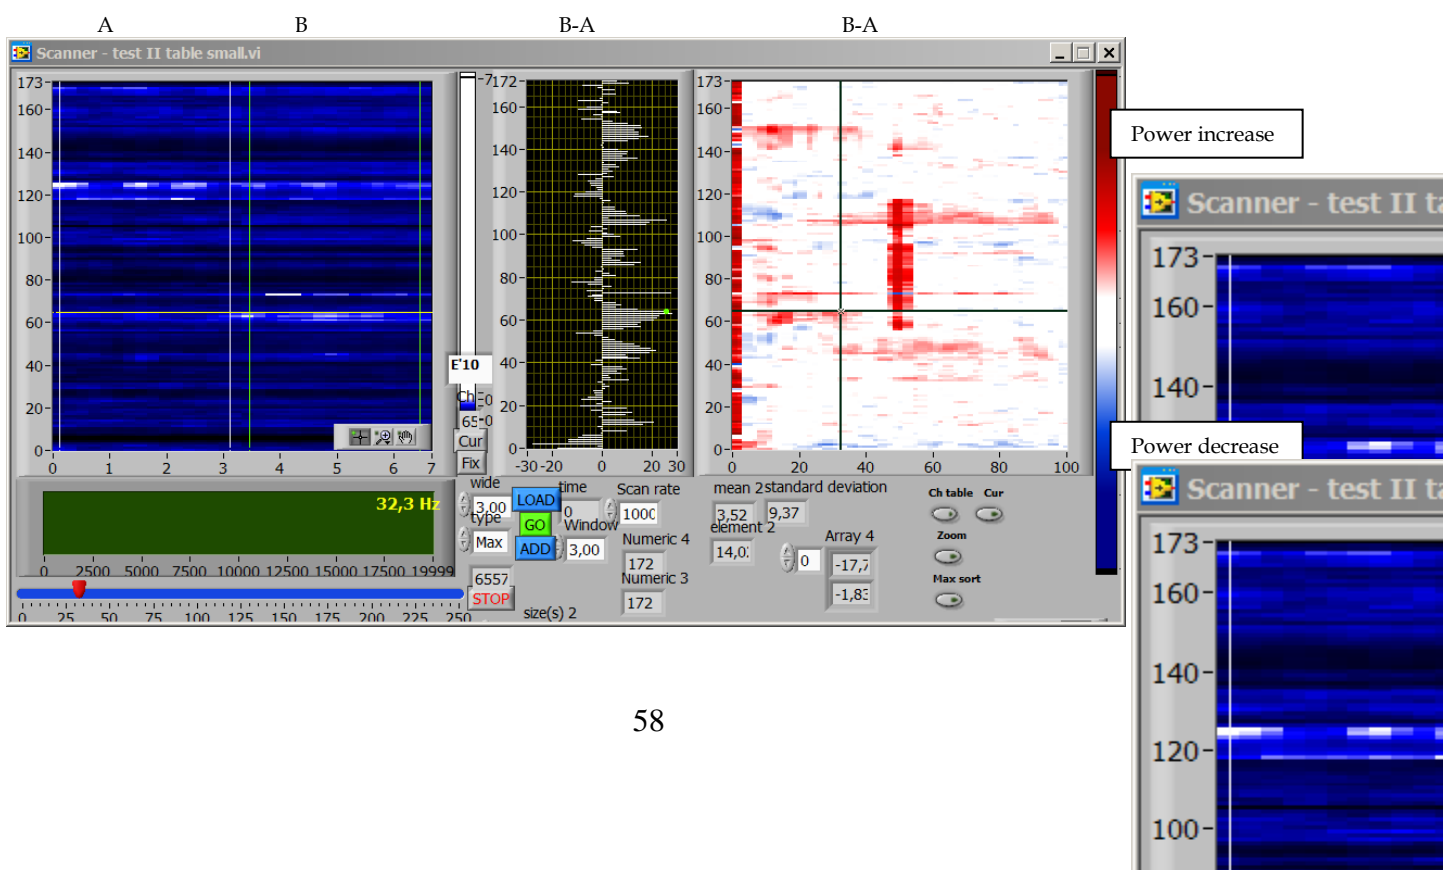 A B B-A B-A
Scanner - test II table small.vi
173 160 140 120 100 80 60 40 20 0
0 1 2 3 4 5 6 7
E'10
Ch
65
Cur
Fix
172 160 140 120 100 80 60 40 20 0
-30 -20 0 20 30
173 160 140 120 100 80 60 40 20 0
0 20 40 60 80 100
Power increase
Power decrease
32,3 Hz
0 2500 5000 7500 10000 12500 15000 17500 19999
0 25 50 75 100 125 150 175 200 225 250
wide
3,00
type
Max
6557
STOP
LOAD
GO
ADD
time
0
Window
3,00
size(s) 2
Scan rate
1000
Numeric 4
172
Numeric 3
172
mean 2 standard deviation
3,52 9,37
element 2
14,0
Array 4
0 -17,7
-1,83
Ch table Cur
Zoom
Max sort
Scanner - test II ta
173
160
140
Scanner - test II ta
173
160
140
120
100
58